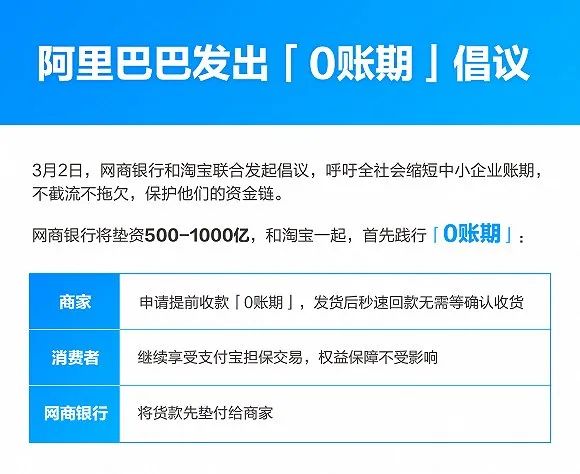 阿里巴巴发出「0账期」倡议
3月2日，网商银行和淘宝联合发起倡议，呼吁全社会缩短中小企业账期，
不截流不拖欠，保护他们的资金链。
网商银行将垫资500-1000亿，和淘宝一起，首先践行「0账期」：
商家 申请提前收款「0账期」，发货后秒速回款无需等确认收货
消费者 继续享受支付宝担保交易，权益保障不受影响
网商银行 将货款先垫付给商家